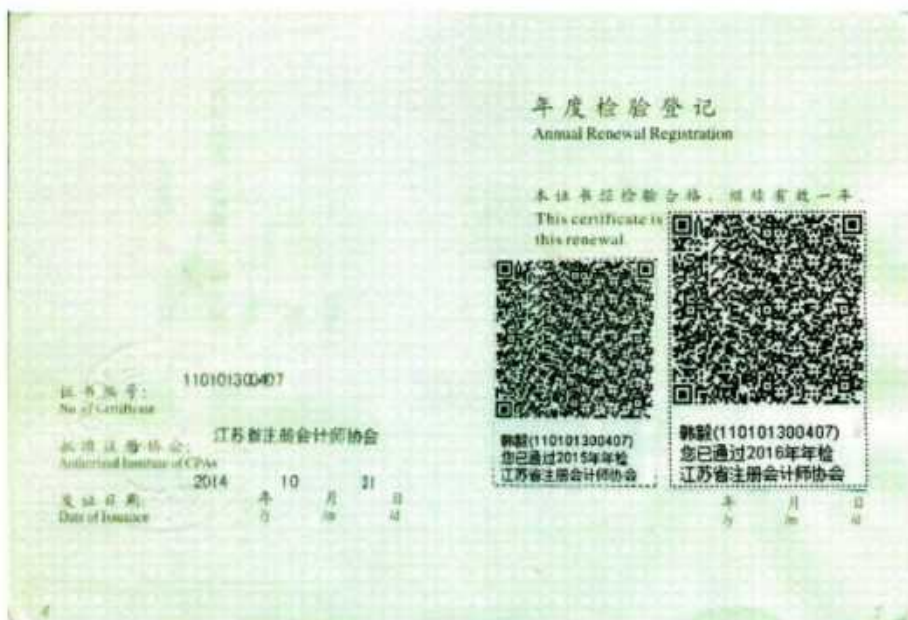 证书编号:
No. of Certificate
110101300407
批准注册协会:
Authorized Institute of CPAs
江苏省注册会计师协会
发证日期:
Date of Issuance
2014 年 10 月 31 日
/y /m /d
4
年度检验登记
Annual Renewal Registration
本证书经检验合格，继续有效一年
This certificate is
this renewal.
韩毅(110101300407)
您已通过2015年年检
江苏省注册会计师协会
韩毅(110101300407)
您已通过2016年年检
江苏省注册会计师协会
年 月 日
/y /m /d